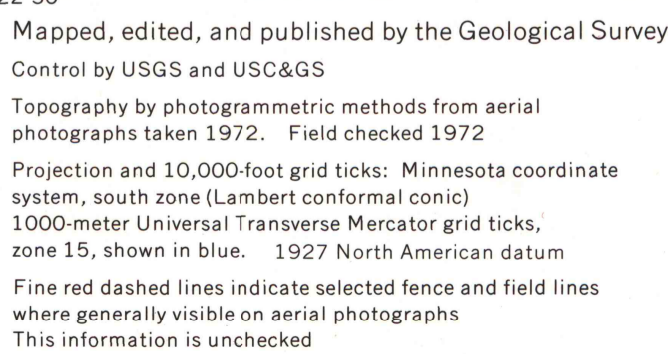 Mapped, edited, and published by the Geological Survey
Control by USGS and USC&GS
Topography by photogrammetric methods from aerial
photographs taken 1972. Field checked 1972
Projection and 10,000-foot grid ticks: Minnesota coordinate
system, south zone (Lambert conformal conic)
1000-meter Universal Transverse Mercator grid ticks,
zone 15, shown in blue. 1927 North American datum
Fine red dashed lines indicate selected fence and field lines
where generally visible on aerial photographs
This information is unchecked